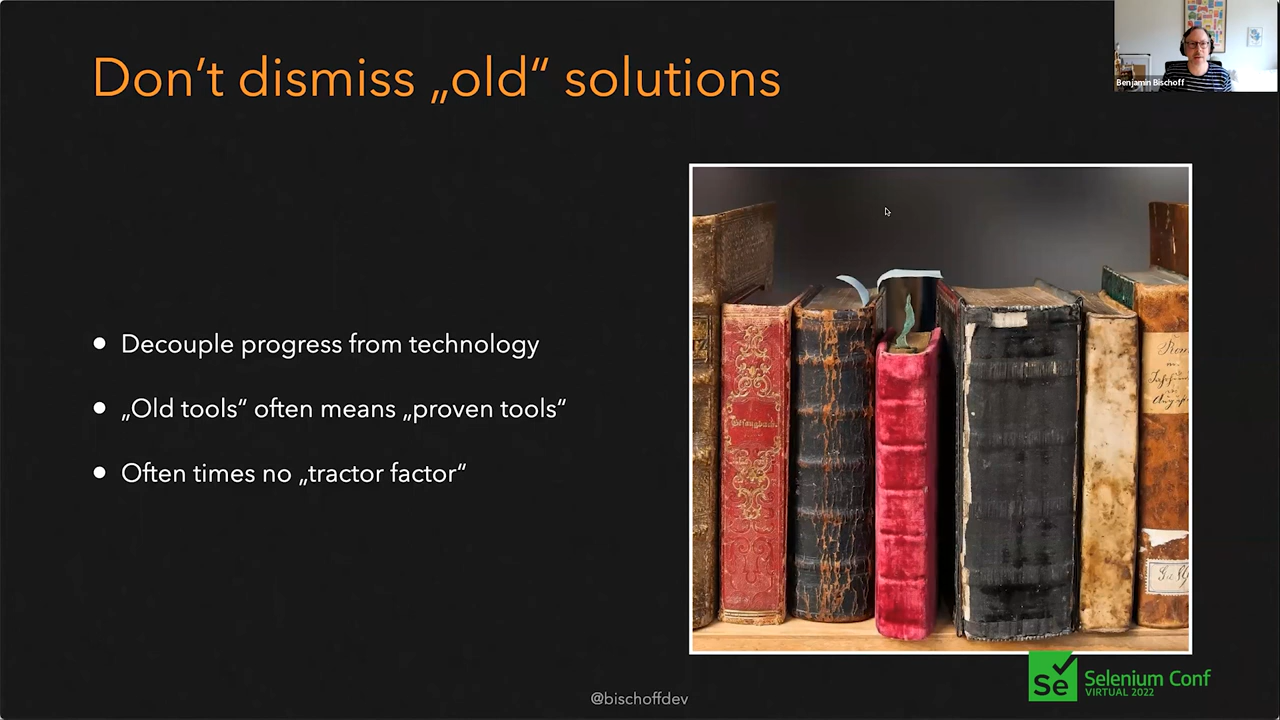 Don’t dismiss „old“ solutions
Benjamin Bischoff
Decouple progress from technology
„Old tools“ often means „proven tools“
Often times no „tractor factor“
Se
Selenium Conf
VIRTUAL 2022
@bischoffdev